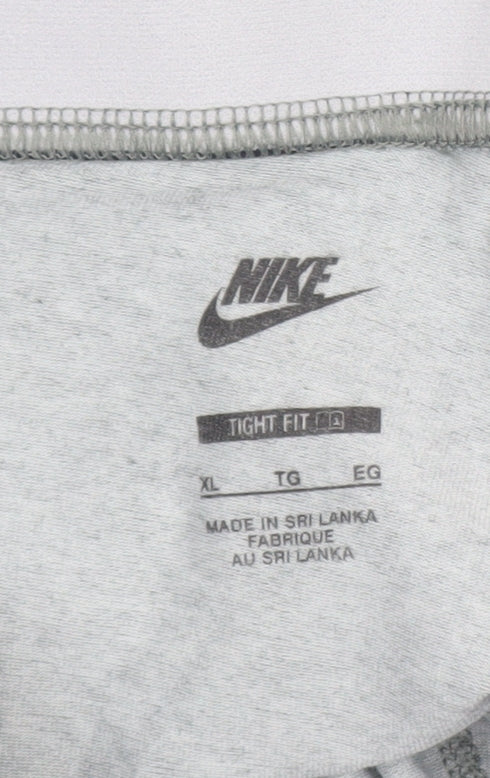 NIKE
TIGHT FIT
XL TG EG
MADE IN SRI LANKA
FABRIQUE
AU SRI LANKA